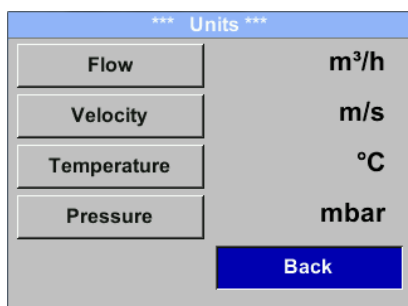 *** Units ***
Flow m³/h
Velocity m/s
Temperature °C
Pressure mbar
Back